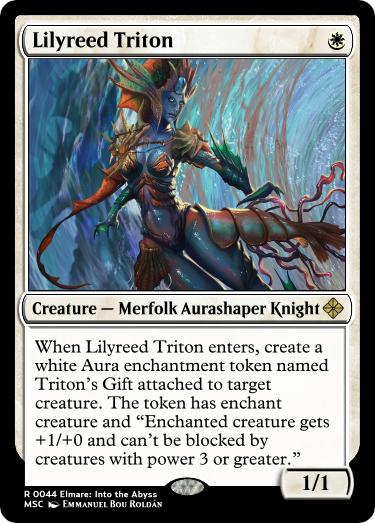 Lilyreed Triton
Creature — Merfolk Aurashaper Knight
When Lilyreed Triton enters, create a
white Aura enchantment token named
Triton's Gift attached to target
creature. The token has enchant
creature and “Enchanted creature gets
+1/+0 and can't be blocked by
creatures with power 3 or greater.”
1/1
R 0044 Elmare: Into the Abyss
MSC Emmanuel Bou Roldán